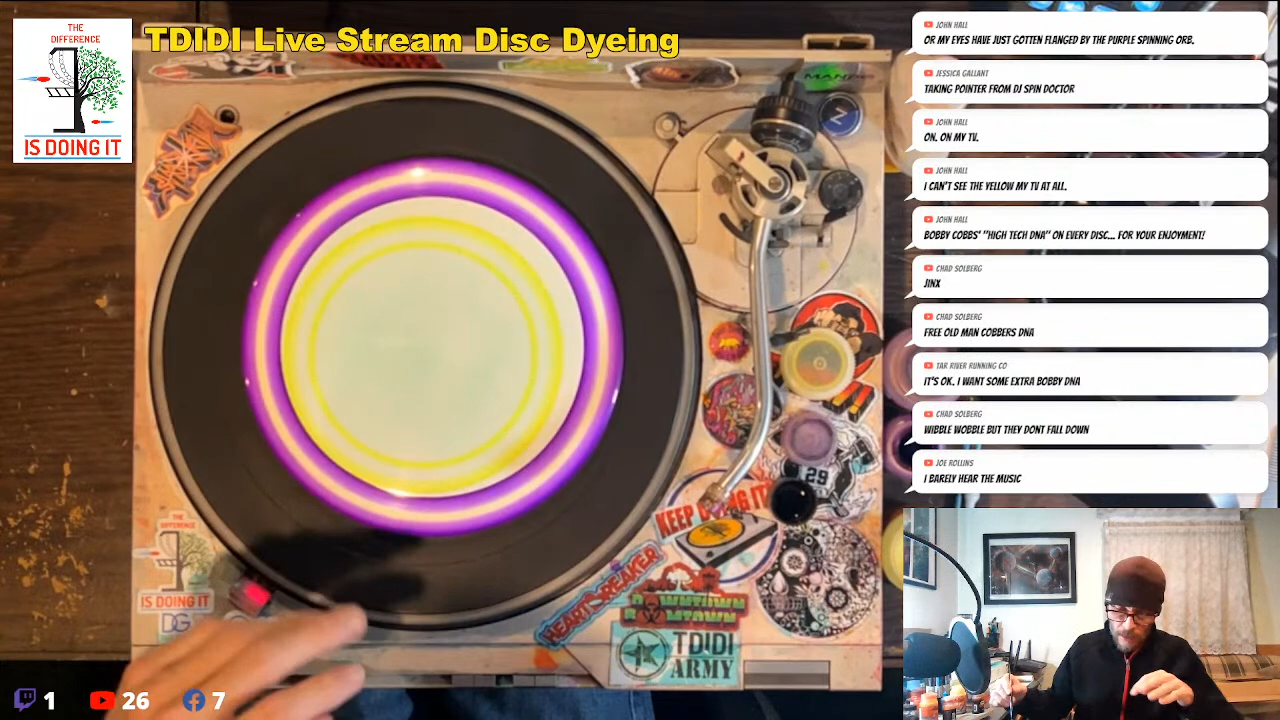 THE
DIFFERENCE
IS DOING IT
TDIDI Live Stream Disc Dyeing
JOHN HALL
OR MY EYES HAVE JUST GOTTEN FLANGED BY THE PURPLE SPINNING ORB.
JESSICA GALLANT
TAKING POINTER FROM DJ SPIN DOCTOR
JOHN HALL
ON. ON MY TV.
JOHN HALL
I CAN'T SEE THE YELLOW MY TV AT ALL.
JOHN HALL
BOBBY COBBS' "HIGH TECH DNA" ON EVERY DISC... FOR YOUR ENJOYMENT!
CHAD SOLBERG
JINX
CHAD SOLBERG
FREE OLD MAN COBBERS DNA
TAR RIVER RUNNING CO
IT'S OK. I WANT SOME EXTRA BOBBY DNA
CHAD SOLBERG
WIBBLE WOBBLE BUT THEY DONT FALL DOWN
JOE ROLLINS
I BARELY HEAR THE MUSIC
Z
29
KEEP DOING IT
HEARTBREAKER
THE
DIFFERENCE
IS DOING IT
DG
TDIDI
ARMY
1
26
7